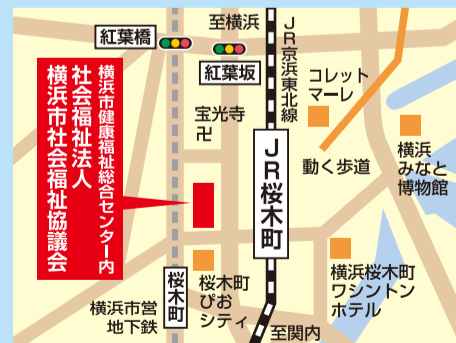 至横浜
紅葉橋
紅葉坂
JR京浜東北線
コレット
マーレ
横浜市健康福祉総合センター内
社会福祉法人
横浜市社会福祉協議会
宝光寺
卍
JR桜木町
動く歩道
横浜
みなと
博物館
桜木町
桜木町
ぴお
シティ
横浜市営
地下鉄
横浜桜木町
ワシントン
ホテル
至関内